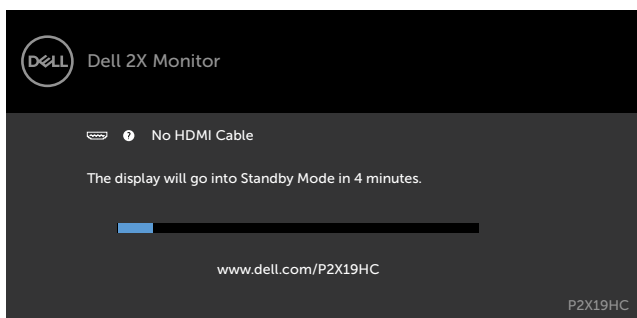 DELL
Dell 2X Monitor
? No HDMI Cable
The display will go into Standby Mode in 4 minutes.
www.dell.com/P2X19HC
P2X19HC